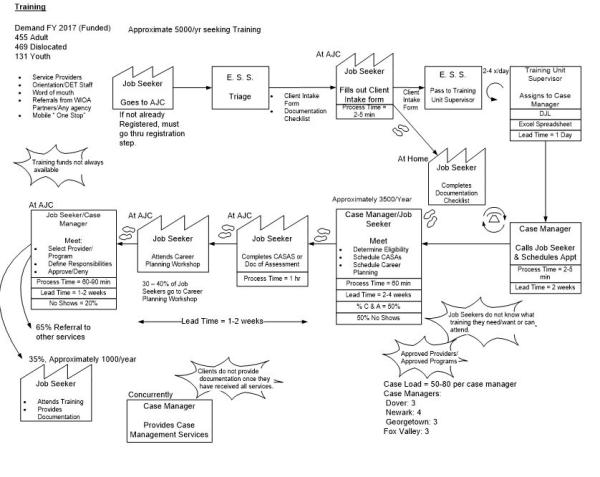 Training
Demand FY 2017 (Funded)
455 Adult
469 Dislocated
131 Youth
Approximate 5000/yr seeking Training
• Service Providers
• Orientation/DET Staff
• Word of mouth
• Referrals from WIOA
Partners/Any agency
• Mobile "One Stop"
Job Seeker
Goes to AJC
If not already
Registered, must
go thru registration
step.
E. S. S.
Triage
• Client Intake
Form
• Documentation
Checklist
At AJC
Job Seeker
Fills out Client
Intake form
Process Time =
2-5 min
Client
Intake
Form
E. S. S.
Pass to Training
Unit Supervisor
2-4 x/day
Training Unit
Supervisor
Assigns to Case
Manager
DJL
Excel Spreadsheet
Lead Time = 1 Day
Training funds not always
available
At Home
Job Seeker
Completes
Documentation
Checklist
Case Manager
Calls Job Seeker
& Schedules Appt
Process Time = 2-5
min
Lead Time = 2 weeks
Approximately 3500/Year
Case Manager/Job
Seeker
Meet
• Determine Eligibility
• Schedule CASAs
• Schedule Career
Planning
Process Time = 60 min
Lead Time = 2-4 weeks
% C & A = 50%
50% No Shows
At AJC
Job Seeker
Completes CASAS or
Doc of Assessment
Process Time = 1 hr
At AJC
Job Seeker
Attends Career
Planning Workshop
30 – 40% of Job
Seekers go to Career
Planning Workshop
Lead Time = 1-2 weeks
At AJC
Job Seeker/Case
Manager
Meet:
• Select Provider/
Program
• Define Responsibilities
• Approve/Deny
Process Time = 60-90 min
Lead Time = 1-2 weeks
No Shows = 20%
65% Referral to
other services
35%, Approximately 1000/year
Job Seeker
• Attends Training
• Provides
Documentation
Concurrently
Case Manager
Provides Case
Management Services
Clients do not provide
documentation once they
have received all services.
Job Seekers do not know what
training they need/want or can
attend.
Approved Providers/
Approved Programs
Case Load = 50-80 per case manager
Case Managers:
Dover: 3
Newark: 4
Georgetown: 3
Fox Valley: 3